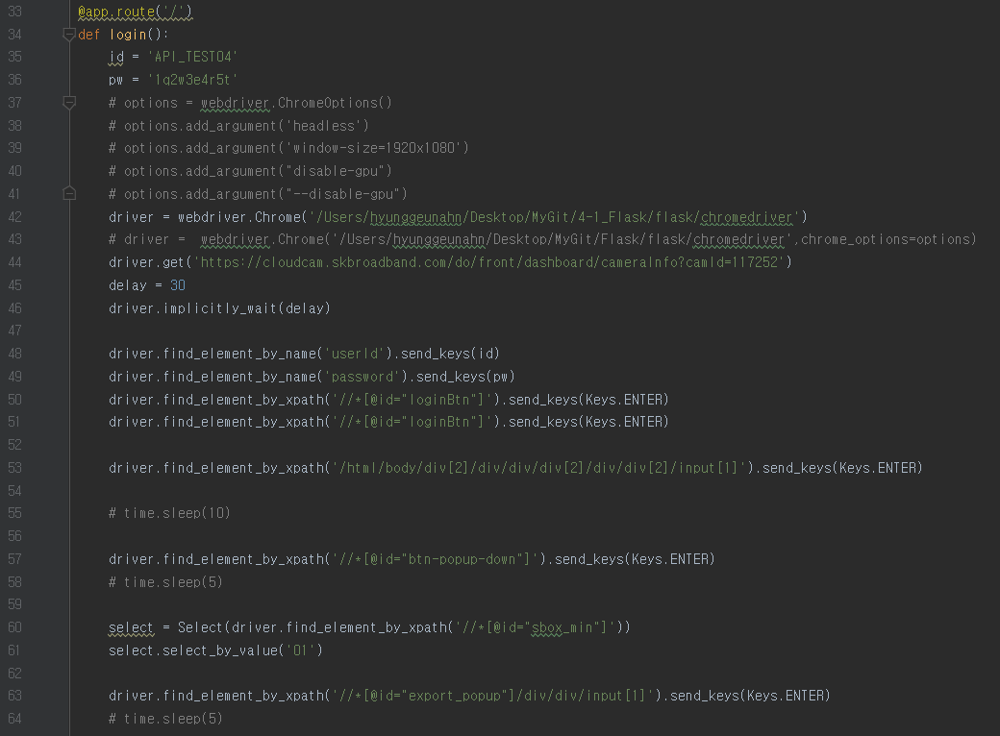 33 @app.route('/')
34 def login():
35 id = 'API_TEST04'
36 pw = '1q2w3e4r5t'
37 # options = webdriver.ChromeOptions()
38 # options.add_argument('headless')
39 # options.add_argument('window-size=1920x1080')
40 # options.add_argument("disable-gpu")
41 # options.add_argument("--disable-gpu")
42 driver = webdriver.Chrome('/Users/hyunggeunahn/Desktop/MyGit/4-1_Flask/flask/chromedriver')
43 # driver =  webdriver.Chrome('/Users/hyunggeunahn/Desktop/MyGit/Flask/flask/chromedriver',chrome_options=options)
44 driver.get('https://cloudcam.skbroadband.com/do/front/dashboard/cameraInfo?camId=117252')
45 delay = 30
46 driver.implicitly_wait(delay)
47
48 driver.find_element_by_name('userId').send_keys(id)
49 driver.find_element_by_name('password').send_keys(pw)
50 driver.find_element_by_xpath('//*[@id="loginBtn"]').send_keys(Keys.ENTER)
51 driver.find_element_by_xpath('//*[@id="loginBtn"]').send_keys(Keys.ENTER)
52
53 driver.find_element_by_xpath('/html/body/div[2]/div/div/div[2]/div/div[2]/input[1]').send_keys(Keys.ENTER)
54
55 # time.sleep(10)
56
57 driver.find_element_by_xpath('//*[@id="btn-popup-down"]').send_keys(Keys.ENTER)
58 # time.sleep(5)
59
60 select = Select(driver.find_element_by_xpath('//*[@id="sbox_min"]'))
61 select.select_by_value('01')
62
63 driver.find_element_by_xpath('//*[@id="export_popup"]/div/div/input[1]').send_keys(Keys.ENTER)
64 # time.sleep(5)